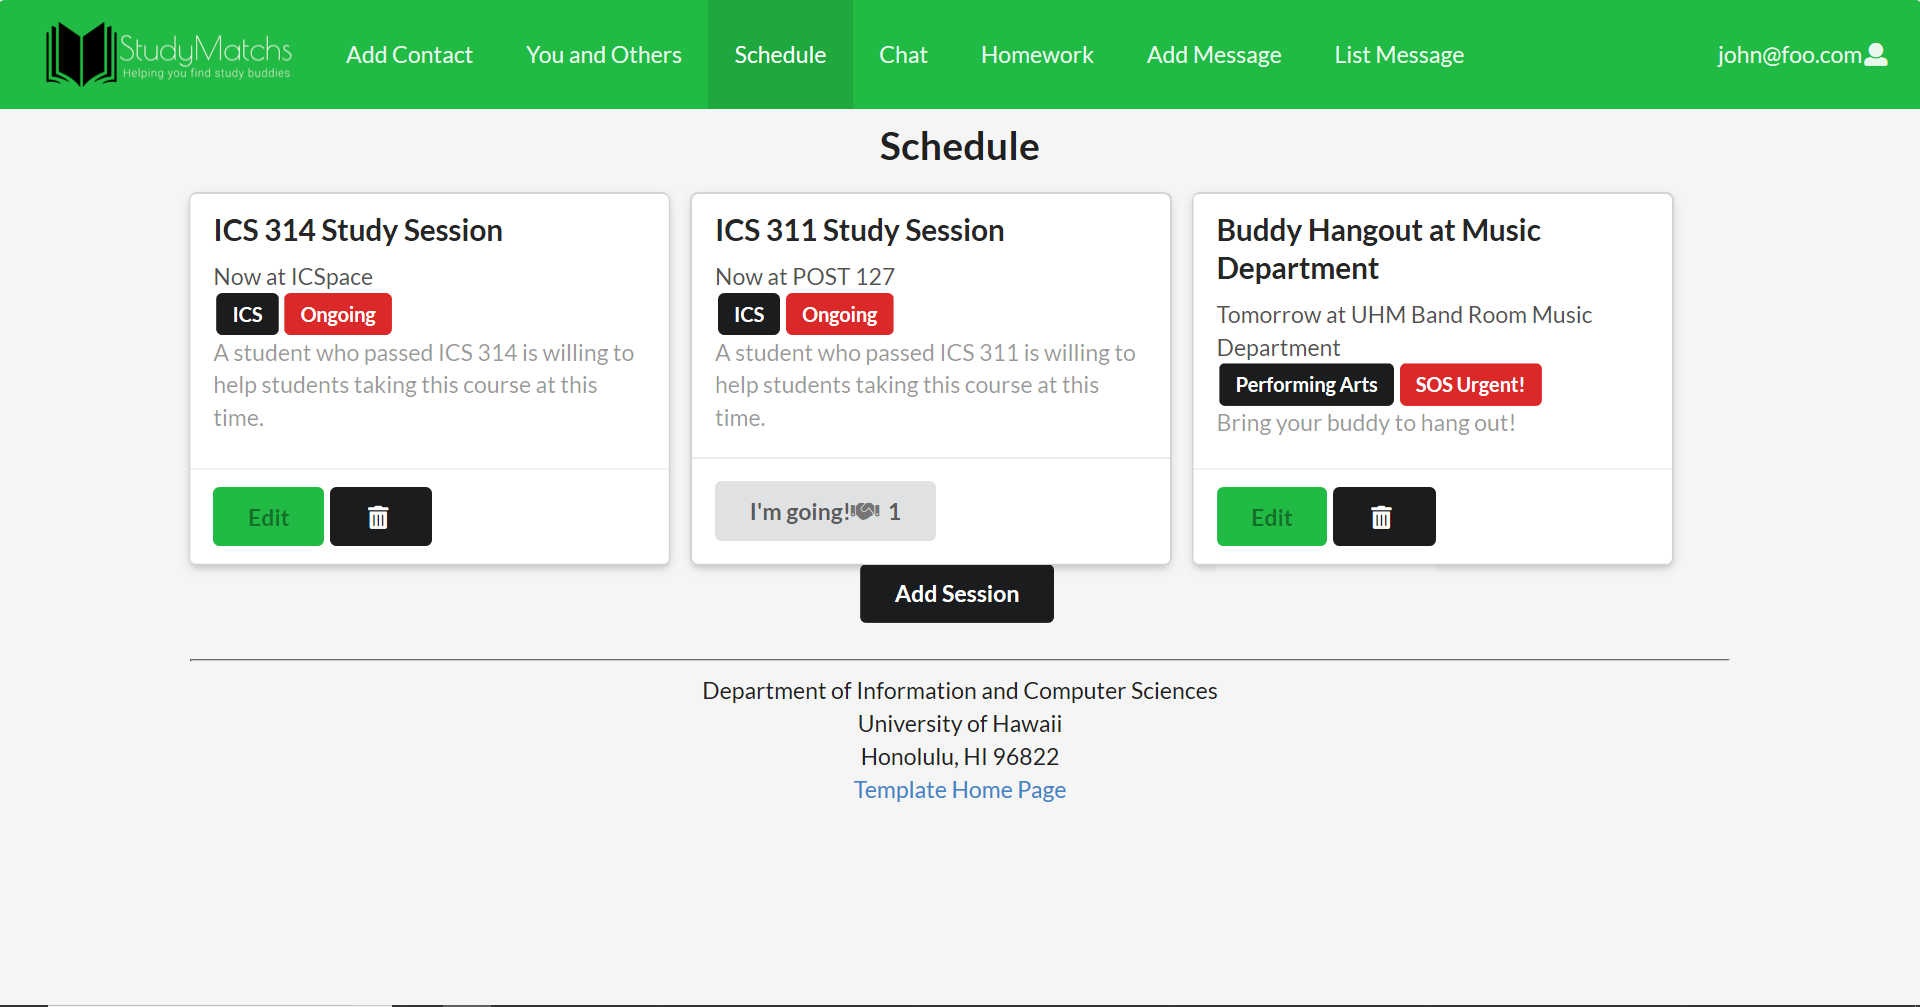 StudyMatchs
Helping you find study buddies
Add Contact
You and Others
Schedule
Chat
Homework
Add Message
List Message
john@foo.com
Schedule
ICS 314 Study Session
Now at ICSpace
ICS
Ongoing
A student who passed ICS 314 is willing to
help students taking this course at this
time.
Edit
ICS 311 Study Session
Now at POST 127
ICS
Ongoing
A student who passed ICS 311 is willing to
help students taking this course at this
time.
I'm going! 1
Buddy Hangout at Music
Department
Tomorrow at UHM Band Room Music
Department
Performing Arts
SOS Urgent!
Bring your buddy to hang out!
Edit
Add Session
Department of Information and Computer Sciences
University of Hawaii
Honolulu, HI 96822
Template Home Page